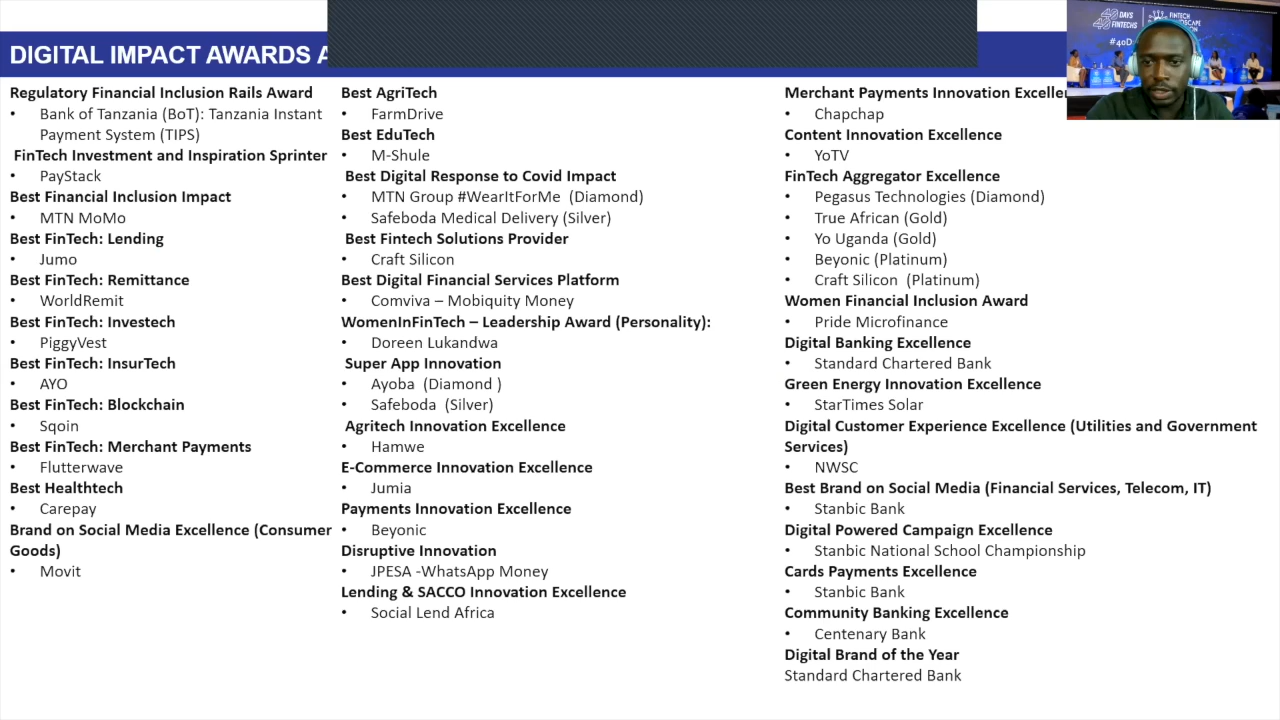 DIGITAL IMPACT AWARDS A
Regulatory Financial Inclusion Rails Award
• Bank of Tanzania (BoT): Tanzania Instant
Payment System (TIPS)
FinTech Investment and Inspiration Sprinter
• PayStack
Best Financial Inclusion Impact
• MTN MoMo
Best FinTech: Lending
• Jumo
Best FinTech: Remittance
• WorldRemit
Best FinTech: Investech
• PiggyVest
Best FinTech: InsurTech
• AYO
Best FinTech: Blockchain
• Sqoin
Best FinTech: Merchant Payments
• Flutterwave
Best Healthtech
• Carepay
Brand on Social Media Excellence (Consumer
Goods)
• Movit
Best AgriTech
• FarmDrive
Best EduTech
• M-Shule
Best Digital Response to Covid Impact
• MTN Group #WearItForMe (Diamond)
• Safeboda Medical Delivery (Silver)
Best Fintech Solutions Provider
• Craft Silicon
Best Digital Financial Services Platform
• Comviva – Mobiquity Money
WomenInFinTech – Leadership Award (Personality):
• Doreen Lukandwa
Super App Innovation
• Ayoba (Diamond )
• Safeboda (Silver)
Agritech Innovation Excellence
• Hamwe
E-Commerce Innovation Excellence
• Jumia
Payments Innovation Excellence
• Beyonic
Disruptive Innovation
• JPESA -WhatsApp Money
Lending & SACCO Innovation Excellence
• Social Lend Africa
Merchant Payments Innovation Excellen
• Chapchap
Content Innovation Excellence
• YoTV
FinTech Aggregator Excellence
• Pegasus Technologies (Diamond)
• True African (Gold)
• Yo Uganda (Gold)
• Beyonic (Platinum)
• Craft Silicon (Platinum)
Women Financial Inclusion Award
• Pride Microfinance
Digital Banking Excellence
• Standard Chartered Bank
Green Energy Innovation Excellence
• StarTimes Solar
Digital Customer Experience Excellence (Utilities and Government
Services)
• NWSC
Best Brand on Social Media (Financial Services, Telecom, IT)
• Stanbic Bank
Digital Powered Campaign Excellence
• Stanbic National School Championship
Cards Payments Excellence
• Stanbic Bank
Community Banking Excellence
• Centenary Bank
Digital Brand of the Year
Standard Chartered Bank
DAYS
FINTECHS
FINTECH
#40D